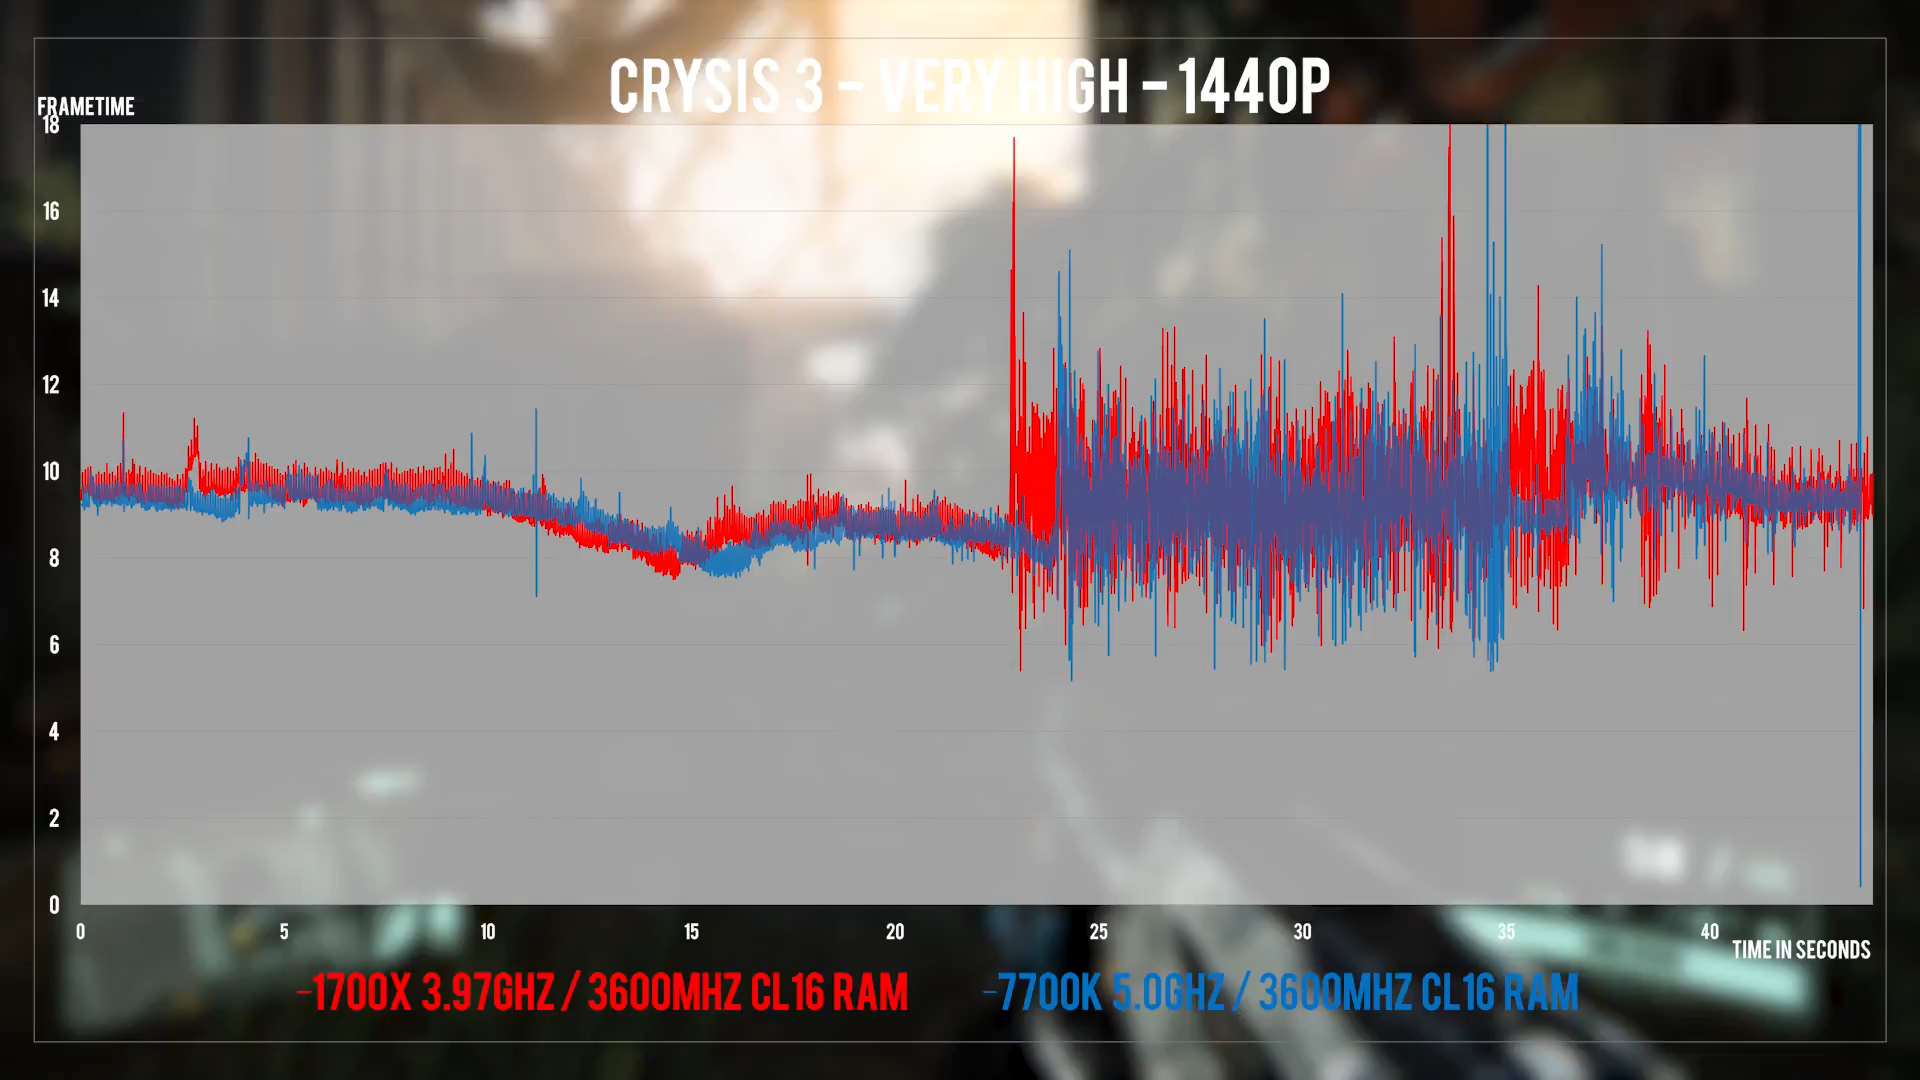 CRYSIS 3 - VERY HIGH - 1440P
FRAMETIME
18
16
14
12
10
8
6
4
2
0
0 5 10 15 20 25 30 35 40
TIME IN SECONDS
-1700X 3.97GHZ / 3600MHZ CL16 RAM -7700K 5.0GHZ / 3600MHZ CL16 RAM